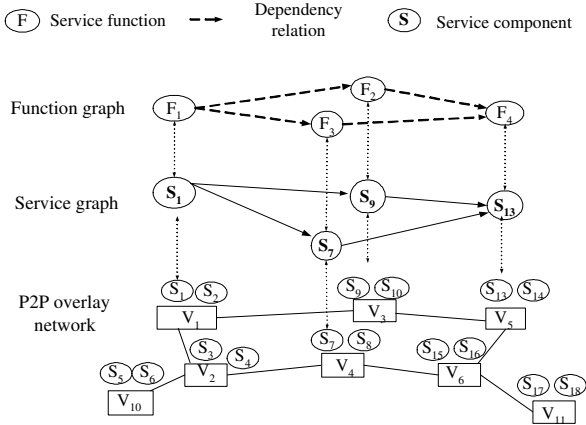 F Service function Dependency relation S Service component
Function graph
F1 F2 F3 F4
Service graph
S1 S9 S7 S13
P2P overlay network
S1 S2 S9 S10 S13 S14
V1 V3 V5
S3 S4 S7 S8 S15 S16
S5 S6 V2 V4 V6 S17 S18
V10 V11